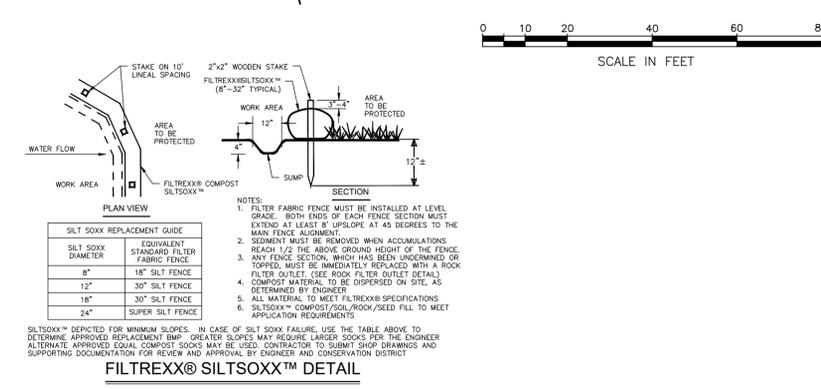 0 10 20 40 60 80
SCALE IN FEET
STAKE ON 10'
LINEAL SPACING
AREA
TO BE
PROTECTED
WATER FLOW
WORK AREA
FILTREXX® COMPOST
SILTSOXX™
PLAN VIEW
2"x2" WOODEN STAKE
FILTREXX®SILTSOXX™
(8"-32" TYPICAL)
3"-4"
AREA
TO BE
PROTECTED
WORK AREA
12"
4"
12"±
SUMP
SECTION
SILT SOXX REPLACEMENT GUIDE
SILT SOXX
DIAMETER
EQUIVALENT
STANDARD FILTER
FABRIC FENCE
8" 18" SILT FENCE
12" 30" SILT FENCE
18" 30" SILT FENCE
24" SUPER SILT FENCE
NOTES:
1. FILTER FABRIC FENCE MUST BE INSTALLED AT LEVEL
GRADE. BOTH ENDS OF EACH FENCE SECTION MUST
EXTEND AT LEAST 8' UPSLOPE AT 45 DEGREES TO THE
MAIN FENCE ALIGNMENT.
2. SEDIMENT MUST BE REMOVED WHEN ACCUMULATIONS
REACH 1/2 THE ABOVE GROUND HEIGHT OF THE FENCE.
3. ANY FENCE SECTION, WHICH HAS BEEN UNDERMINED OR
TOPPED, MUST BE IMMEDIATELY REPLACED WITH A ROCK
FILTER OUTLET. (SEE ROCK FILTER OUTLET DETAIL)
4. COMPOST MATERIAL TO BE DISPERSED ON SITE, AS
DETERMINED BY ENGINEER
5. ALL MATERIAL TO MEET FILTREXX® SPECIFICATIONS
6. SILTSOXX™ COMPOST/SOIL/ROCK/SEED FILL TO MEET
APPLICATION REQUIREMENTS
SILTSOXX™ DEPICTED FOR MINIMUM SLOPES. IN CASE OF SILT SOXX FAILURE, USE THE TABLE ABOVE TO
DETERMINE APPROVED REPLACEMENT BMP GREATER SLOPES MAY REQUIRE LARGER SOCKS PER THE ENGINEER
ALTERNATE APPROVED EQUAL COMPOST SOCKS MAY BE USED. CONTRACTOR TO SUBMIT SHOP DRAWINGS AND
SUPPORTING DOCUMENTATION FOR REVIEW AND APPROVAL BY ENGINEER AND CONSERVATION DISTRICT
FILTREXX® SILTSOXX™ DETAIL